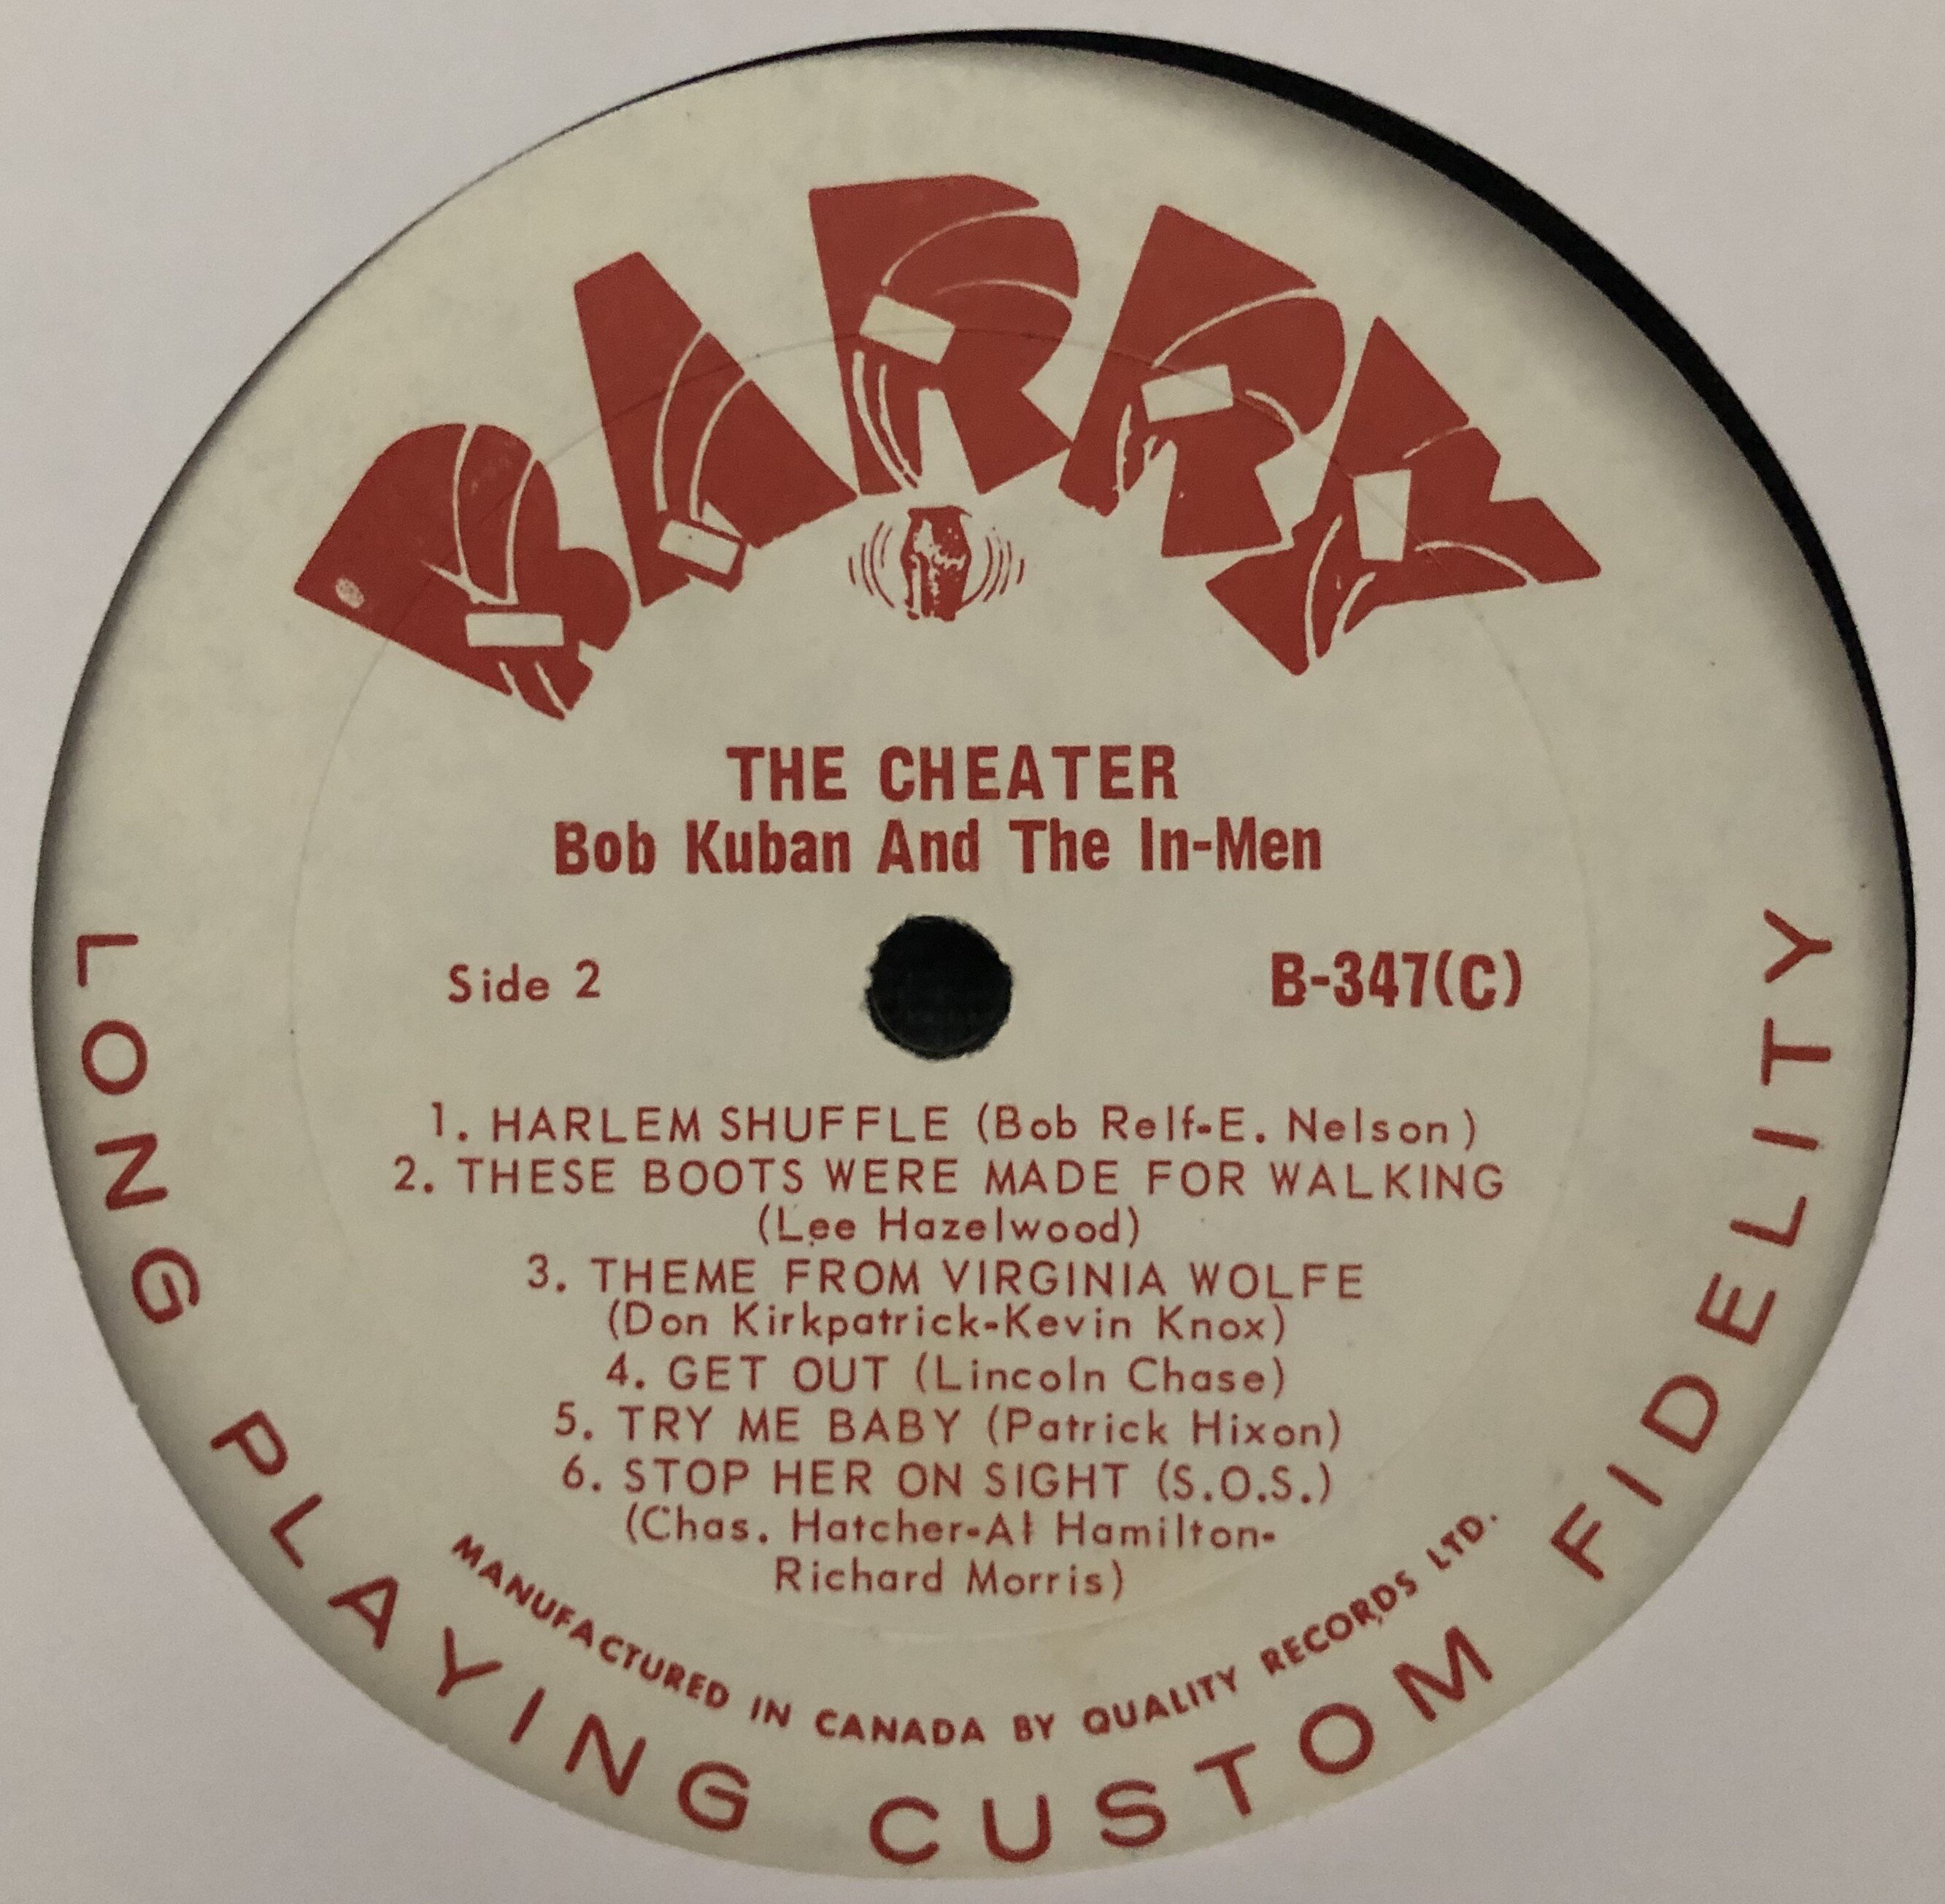 BARRY
THE CHEATER
Bob Kuban And The In-Men
Side 2
B-347(C)
1. HARLEM SHUFFLE (Bob Relf-E. Nelson)
2. THESE BOOTS WERE MADE FOR WALKING
(Lee Hazelwood)
3. THEME FROM VIRGINIA WOLFE
(Don Kirkpatrick-Kevin Knox)
4. GET OUT (Lincoln Chase)
5. TRY ME BABY (Patrick Hixon)
6. STOP HER ON SIGHT (S.O.S.)
(Chas. Hatcher-Al Hamilton-
Richard Morris)
MANUFACTURED IN CANADA BY QUALITY RECORDS LTD.
LONG PLAYING CUSTOM FIDELITY